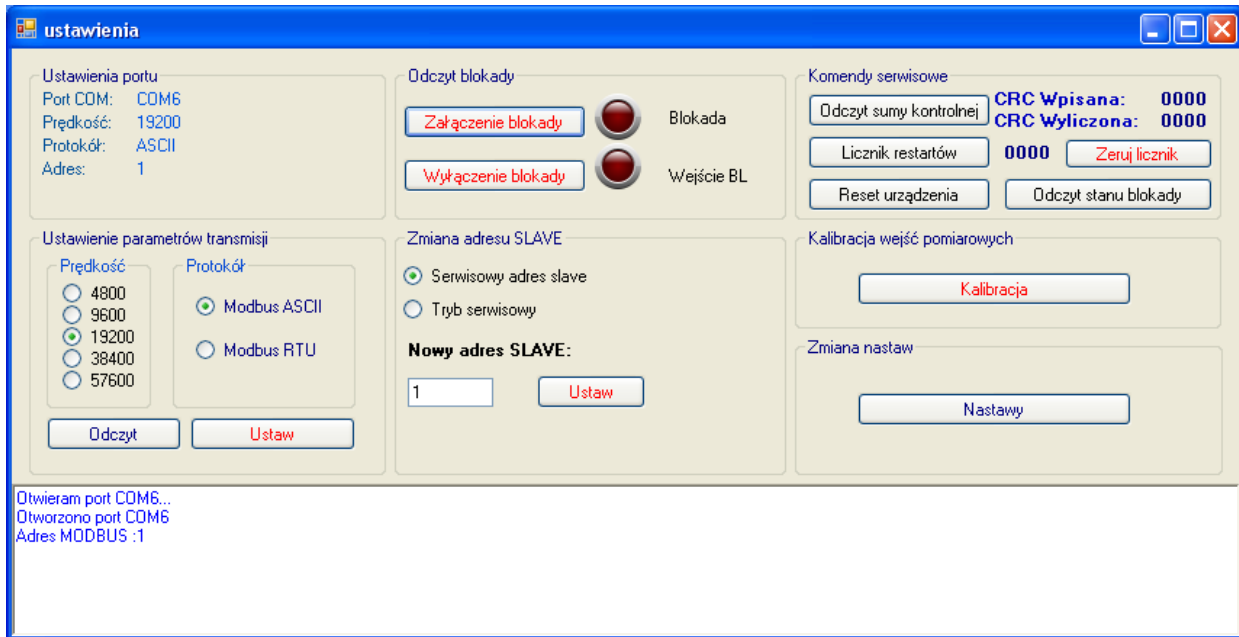 ustawienia
Ustawienia portu
Port COM: COM6
Prędkość: 19200
Protokół: ASCII
Adres: 1
Odczyt blokady
Załączenie blokady
Blokada
Wyłączenie blokady
Wejście BL
Komendy serwisowe
Odczyt sumy kontrolnej
CRC Wpisana: 0000
CRC Wyliczona: 0000
Licznik restartów
0000
Zeruj licznik
Reset urządzenia
Odczyt stanu blokady
Ustawienie parametrów transmisji
Prędkość
4800
9600
19200
38400
57600
Protokół
Modbus ASCII
Modbus RTU
Odczyt
Ustaw
Zmiana adresu SLAVE
Serwisowy adres slave
Tryb serwisowy
Nowy adres SLAVE:
1
Ustaw
Kalibracja wejść pomiarowych
Kalibracja
Zmiana nastaw
Nastawy
Otwieram port COM6...
Otworzono port COM6
Adres MODBUS :1